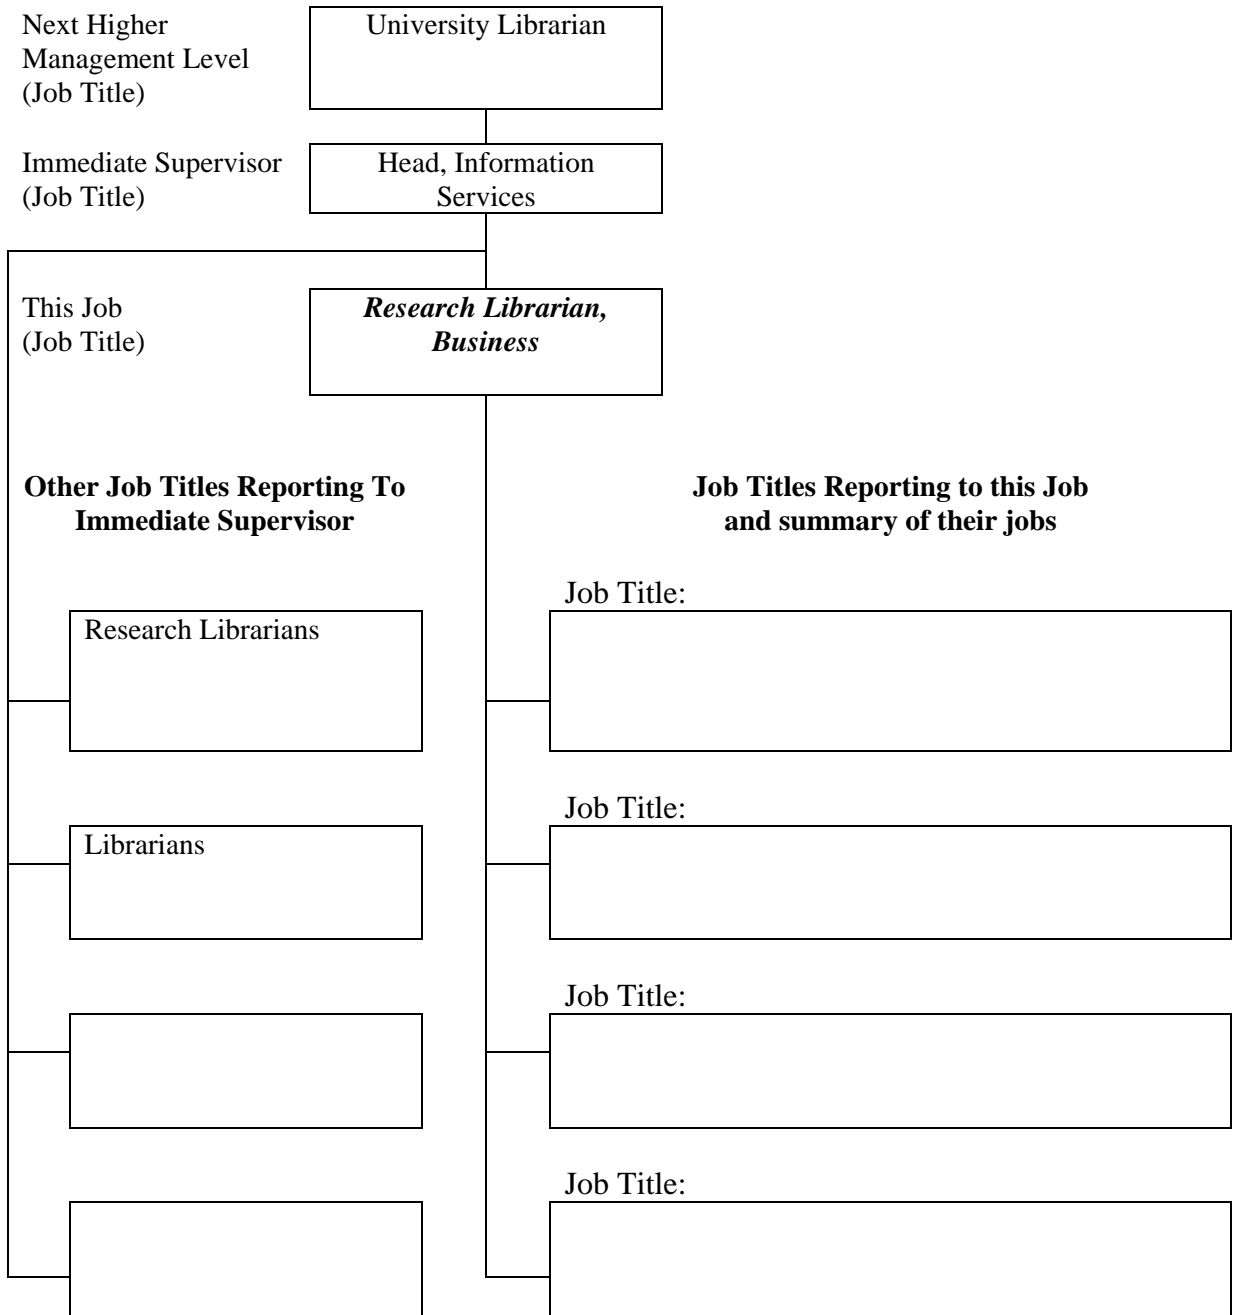 Next Higher
Management Level
(Job Title)
University Librarian
Immediate Supervisor
(Job Title)
Head, Information
Services
This Job
(Job Title)
Research Librarian,
Business
Other Job Titles Reporting To
Immediate Supervisor
Job Titles Reporting to this Job
and summary of their jobs
Job Title:
Research Librarians
Job Title:
Librarians
Job Title:
Job Title: